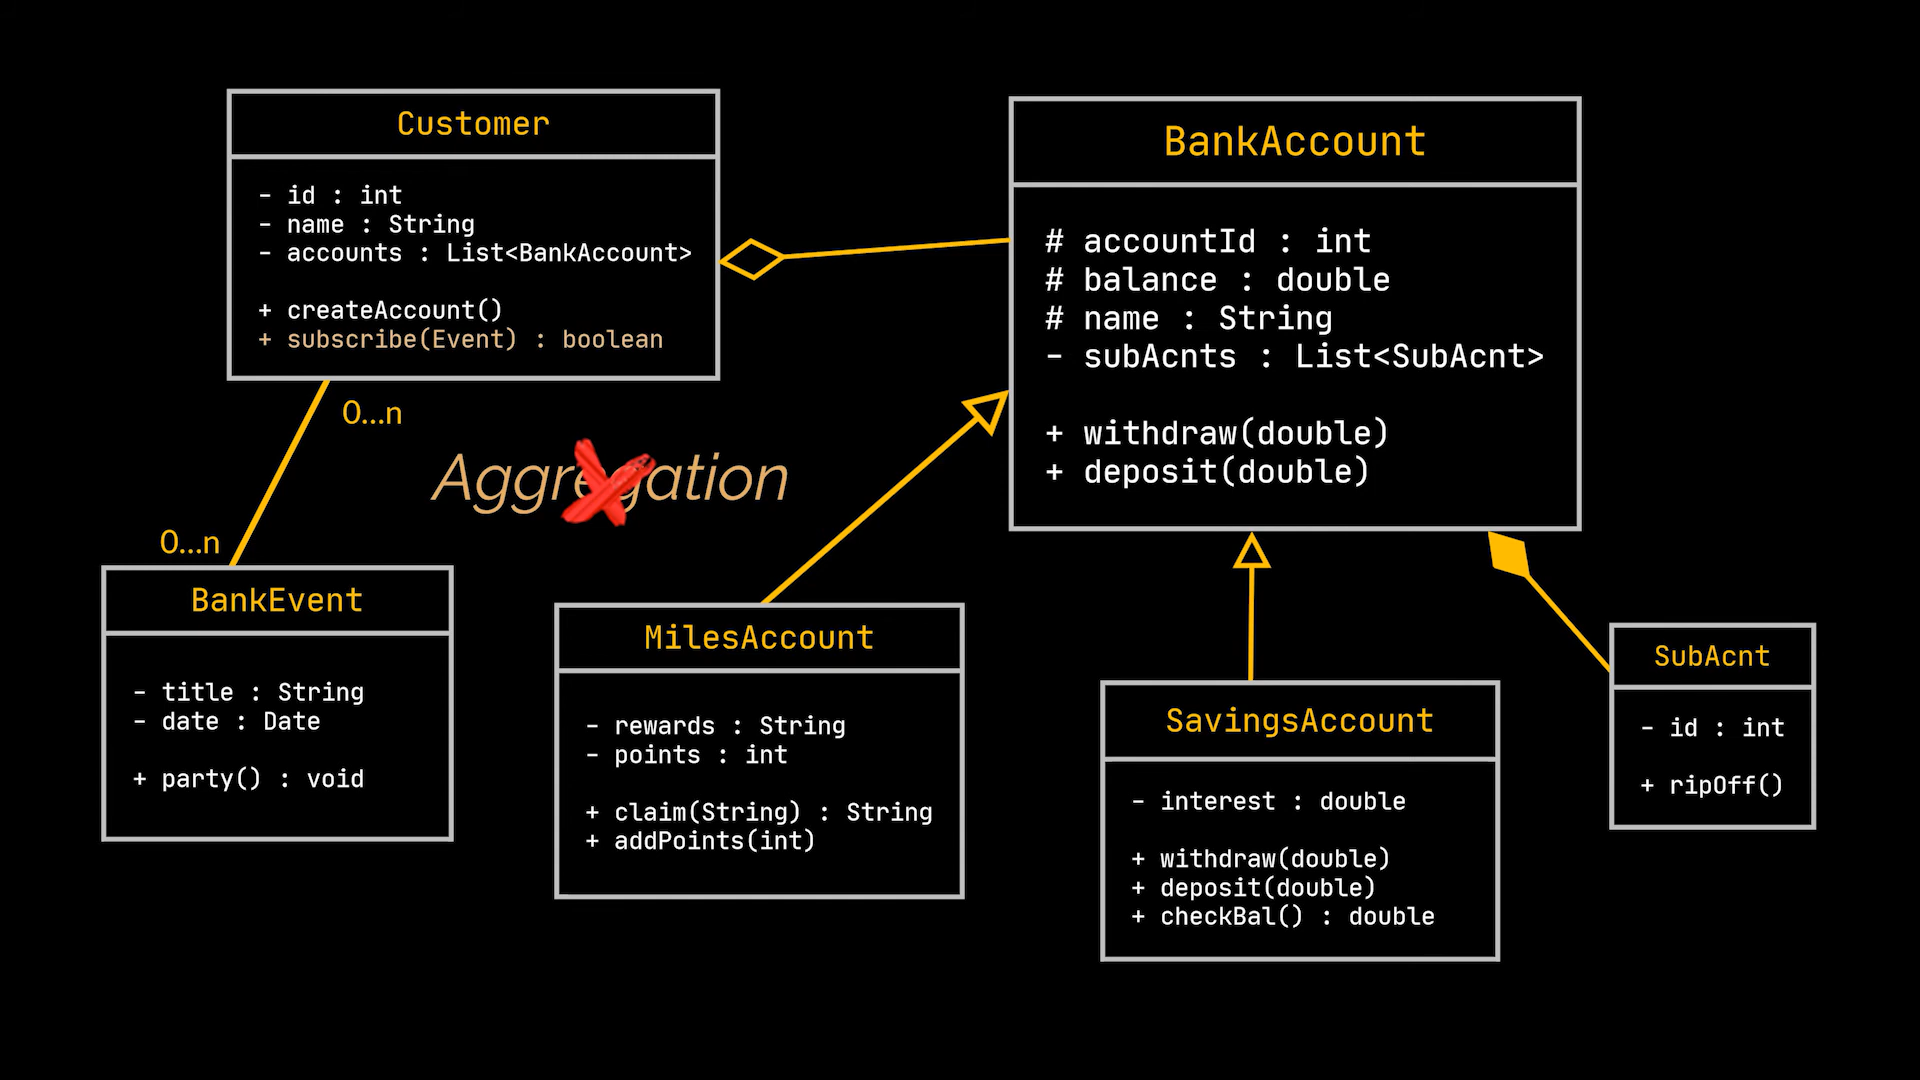 Customer
- id : int
- name : String
- accounts : List<BankAccount>
+ createAccount()
+ subscribe(Event) : boolean
BankAccount
# accountId : int
# balance : double
# name : String
- subAcnts : List<SubAcnt>
+ withdraw(double)
+ deposit(double)
0...n
Aggregation
0...n
BankEvent
- title : String
- date : Date
+ party() : void
MilesAccount
- rewards : String
- points : int
+ claim(String) : String
+ addPoints(int)
SavingsAccount
- interest : double
+ withdraw(double)
+ deposit(double)
+ checkBal() : double
SubAcnt
- id : int
+ ripOff()